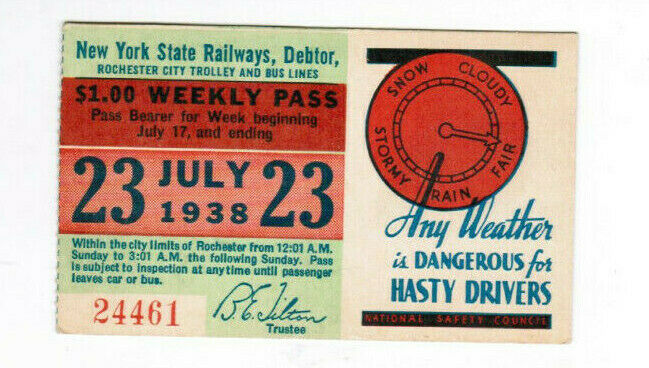 New York State Railways, Debtor,
ROCHESTER CITY TROLLEY AND BUS LINES
$1.00 WEEKLY PASS
Pass Bearer for Week beginning
July 17, and ending
23 JULY 23
1938
Within the city limits of Rochester from 12:01 A.M.
Sunday to 3:01 A.M. the following Sunday. Pass
is subject to inspection at any time until passenger
leaves car or bus.
24461
B.E. Tilton
Trustee
STORMY SNOW CLOUDY FAIR RAIN
Any Weather
is DANGEROUS for
HASTY DRIVERS
NATIONAL SAFETY COUNCIL